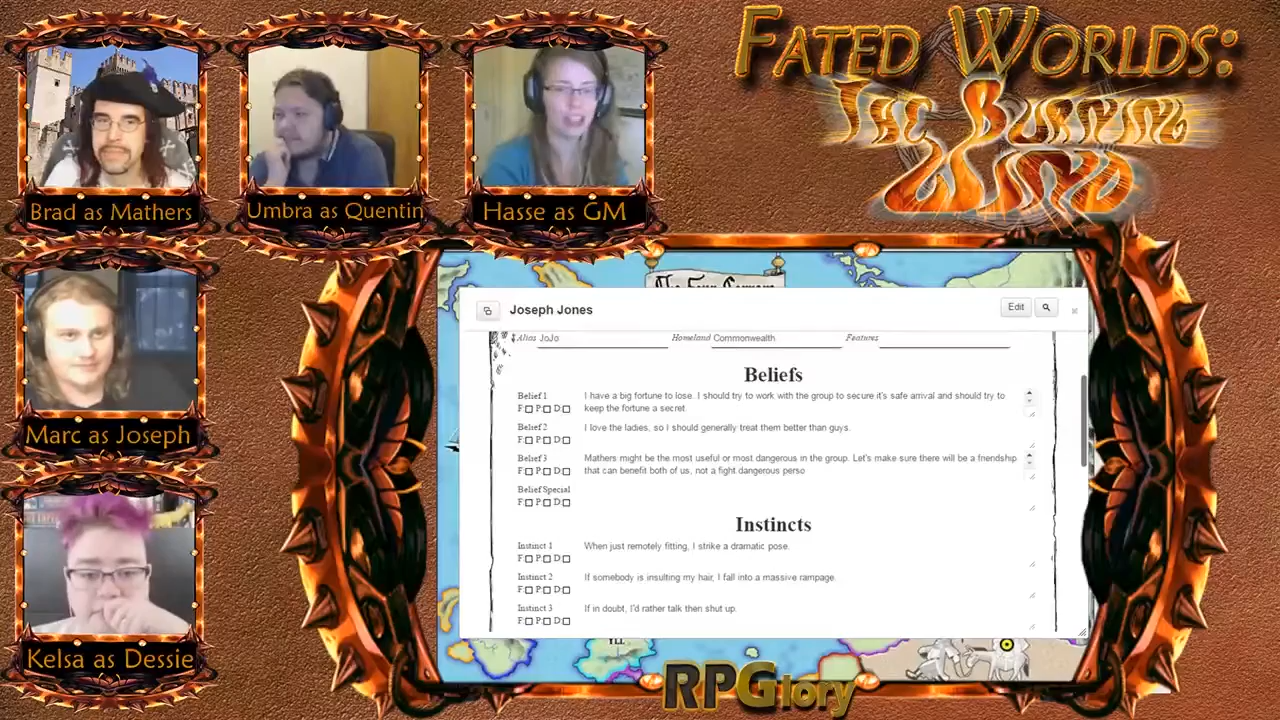 FATED WORLDS:
THE BURNING
WIND
Brad as Mathers
Umbra as Quentin
Hasse as GM
Marc as Joseph
Kelsa as Dessie
Joseph Jones
Edit
Alias JoJo Homeland Commonwealth Features
Beliefs
Belief 1 I have a big fortune to lose. I should try to work with the group to secure it's safe arrival and should try to
F: P: D: keep the fortune a secret.
Belief 2 I love the ladies, so I should generally treat them better than guys.
F: P: D:
Belief 3 Mathers might be the most useful or most dangerous in the group. Let's make sure there will be a friendship
F: P: D: that can benefit both of us, not a fight dangerous perso
Belief Special
F: P: D:
Instincts
Instinct 1 When just remotely fitting, I strike a dramatic pose.
F: P: D:
Instinct 2 If somebody is insulting my hair, I fall into a massive rampage.
F: P: D:
Instinct 3 If in doubt, I'd rather talk then shut up.
F: P: D:
RPGlory